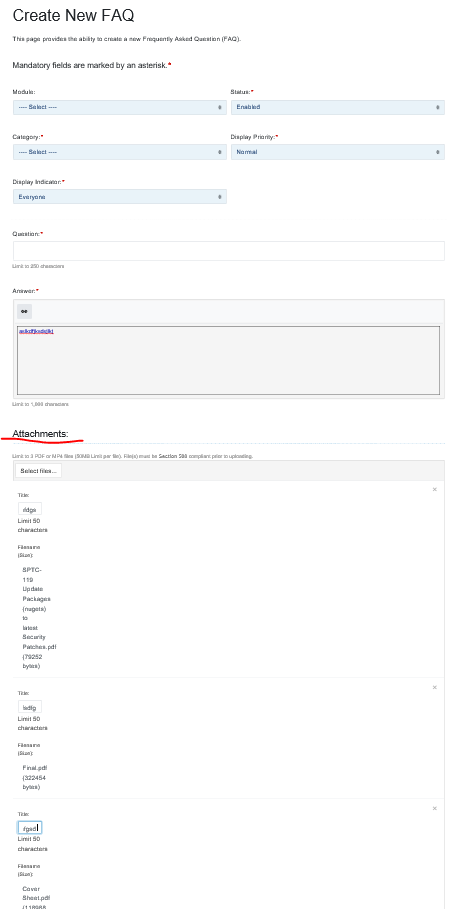 Create New FAQ
This page provides the ability to create a new Frequently Asked Question (FAQ).
Mandatory fields are marked by an asterisk.*
Module: Status:*
---- Select ---- Enabled
Category:* Display Priority:*
---- Select ---- Normal
Display Indicator:*
Everyone
Question:*
Limit to 250 characters
Answer:*
Limit to 1,000 characters
Attachments:
Limit to 3 PDF or MP4 files (50MB Limit per file). File(s) must be Section 508 compliant prior to uploading.
Select files...
Title:
Limit 50
characters
Filename
(Size):
SPTC-
119
Update
Packages
(nugets)
to
latest
Security
Patches.pdf
(79252
bytes)
Title:
Limit 50
characters
Filename
(Size):
Final.pdf
(322454
bytes)
Title:
Limit 50
characters
Filename
(Size):
Cover
Sheet.pdf